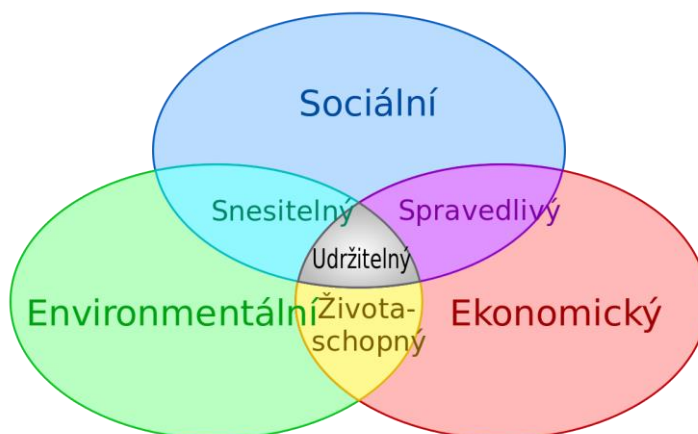 Sociální
Snesitelný
Spravedlivý
Udržitelný
Environmentální
Života-
schopný
Ekonomický